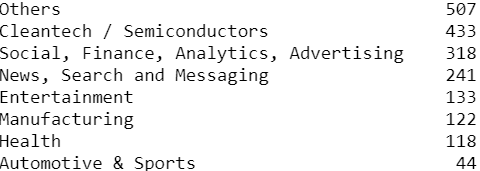 Others 507
Cleantech / Semiconductors 433
Social, Finance, Analytics, Advertising 318
News, Search and Messaging 241
Entertainment 133
Manufacturing 122
Health 118
Automotive & Sports 44